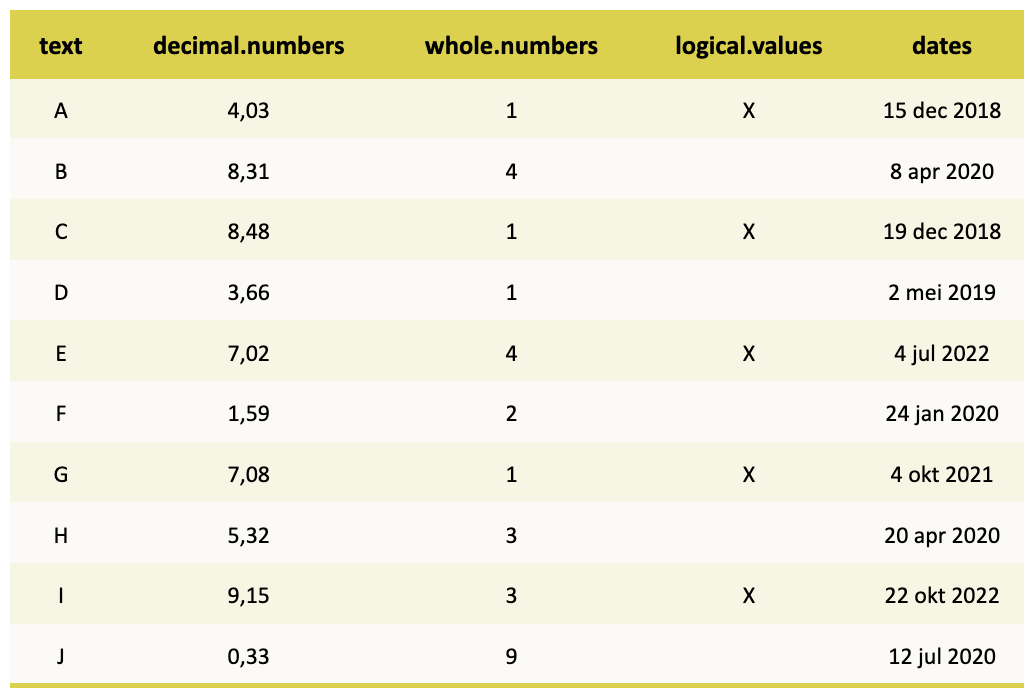 text decimal.numbers whole.numbers logical.values dates
A 4,03 1 X 15 dec 2018
B 8,31 4 8 apr 2020
C 8,48 1 X 19 dec 2018
D 3,66 1 2 mei 2019
E 7,02 4 X 4 jul 2022
F 1,59 2 24 jan 2020
G 7,08 1 X 4 okt 2021
H 5,32 3 20 apr 2020
I 9,15 3 X 22 okt 2022
J 0,33 9 12 jul 2020